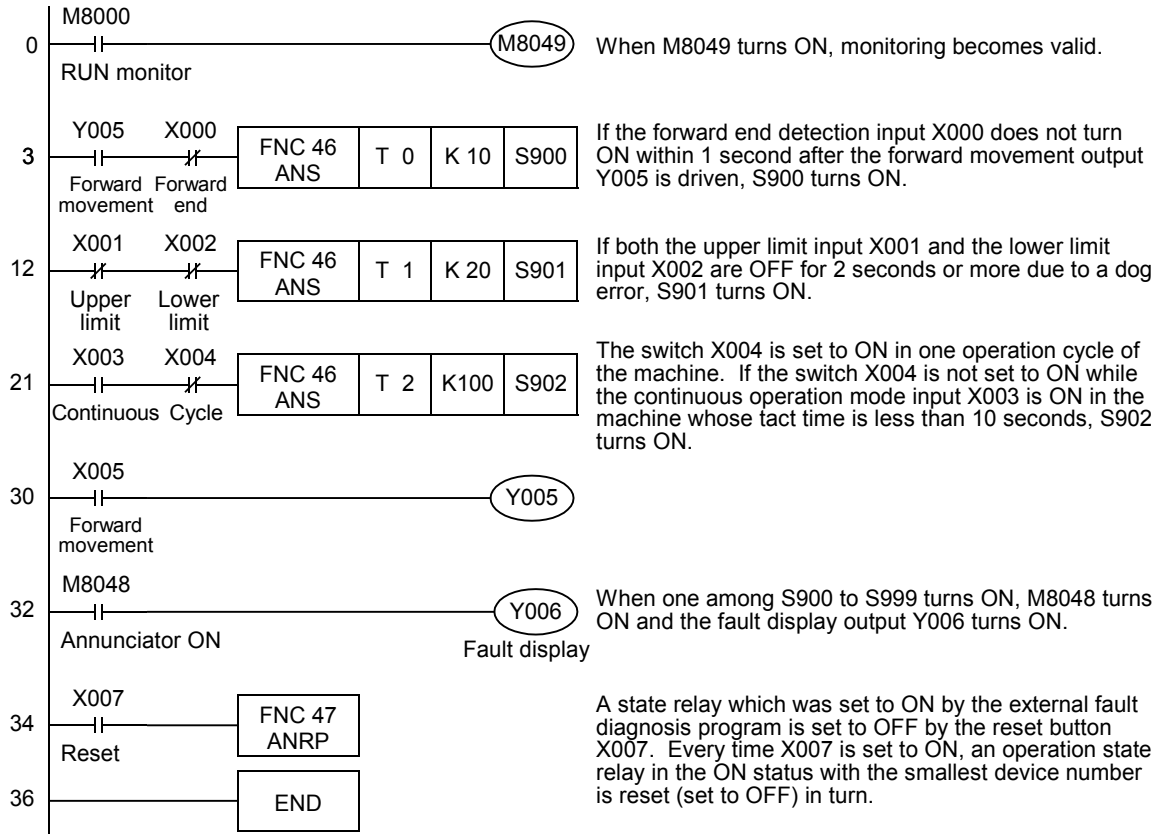 M8000
0
M8049
When M8049 turns ON, monitoring becomes valid.
RUN monitor
Y005 X000
3
FNC 46
ANS
T 0
K 10
S900
Forward Forward
movement end
If the forward end detection input X000 does not turn
ON within 1 second after the forward movement output
Y005 is driven, S900 turns ON.
X001 X002
12
FNC 46
ANS
T 1
K 20
S901
Upper Lower
limit limit
If both the upper limit input X001 and the lower limit
input X002 are OFF for 2 seconds or more due to a dog
error, S901 turns ON.
X003 X004
21
FNC 46
ANS
T 2
K100
S902
Continuous Cycle
The switch X004 is set to ON in one operation cycle of
the machine. If the switch X004 is not set to ON while
the continuous operation mode input X003 is ON in the
machine whose tact time is less than 10 seconds, S902
turns ON.
X005
30
Y005
Forward
movement
M8048
32
Y006
Annunciator ON
Fault display
When one among S900 to S999 turns ON, M8048 turns
ON and the fault display output Y006 turns ON.
X007
34
FNC 47
ANRP
Reset
A state relay which was set to ON by the external fault
diagnosis program is set to OFF by the reset button
X007. Every time X007 is set to ON, an operation state
relay in the ON status with the smallest device number
is reset (set to OFF) in turn.
36
END